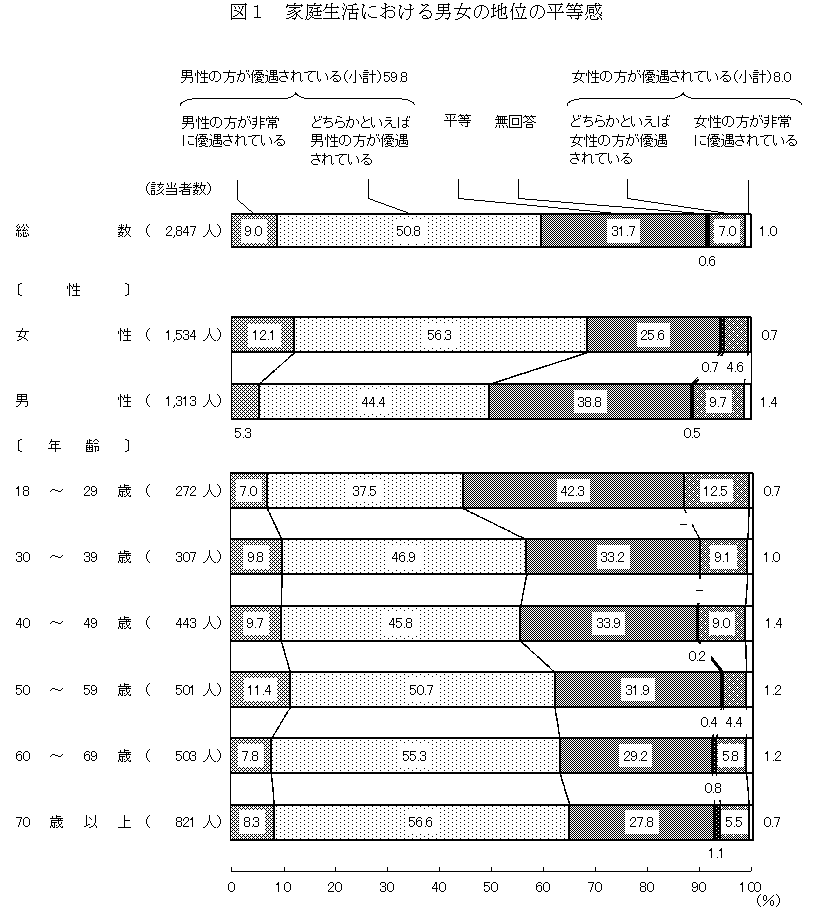 図１　家庭生活における男女の地位の平等感
男性の方が優遇されている(小計)59.8　女性の方が優遇されている(小計)8.0
男性の方が非常
に優遇されている
どちらかといえば
男性の方が優遇
されている
平等
無回答
どちらかといえば
女性の方が優遇
されている
女性の方が非常
に優遇されている
(該当者数)
総　数 ( 2,847 人) 9.0 50.8 31.7 7.0 1.0
0.6
〔　性　〕
女　性 ( 1,534 人) 12.1 56.3 25.6 0.7
0.7 4.6
男　性 ( 1,313 人) 44.4 38.8 9.7 1.4
5.3 0.5
〔 年 齢 〕
18 ～ 29 歳 ( 272 人) 7.0 37.5 42.3 12.5 0.7
－
30 ～ 39 歳 ( 307 人) 9.8 46.9 33.2 9.1 1.0
－
40 ～ 49 歳 ( 443 人) 9.7 45.8 33.9 9.0 1.4
0.2
50 ～ 59 歳 ( 501 人) 11.4 50.7 31.9 1.2
0.4 4.4
60 ～ 69 歳 ( 503 人) 7.8 55.3 29.2 5.8 1.2
0.8
70 歳 以 上 ( 821 人) 8.3 56.6 27.8 5.5 0.7
1.1
0 10 20 30 40 50 60 70 80 90 100
(％)